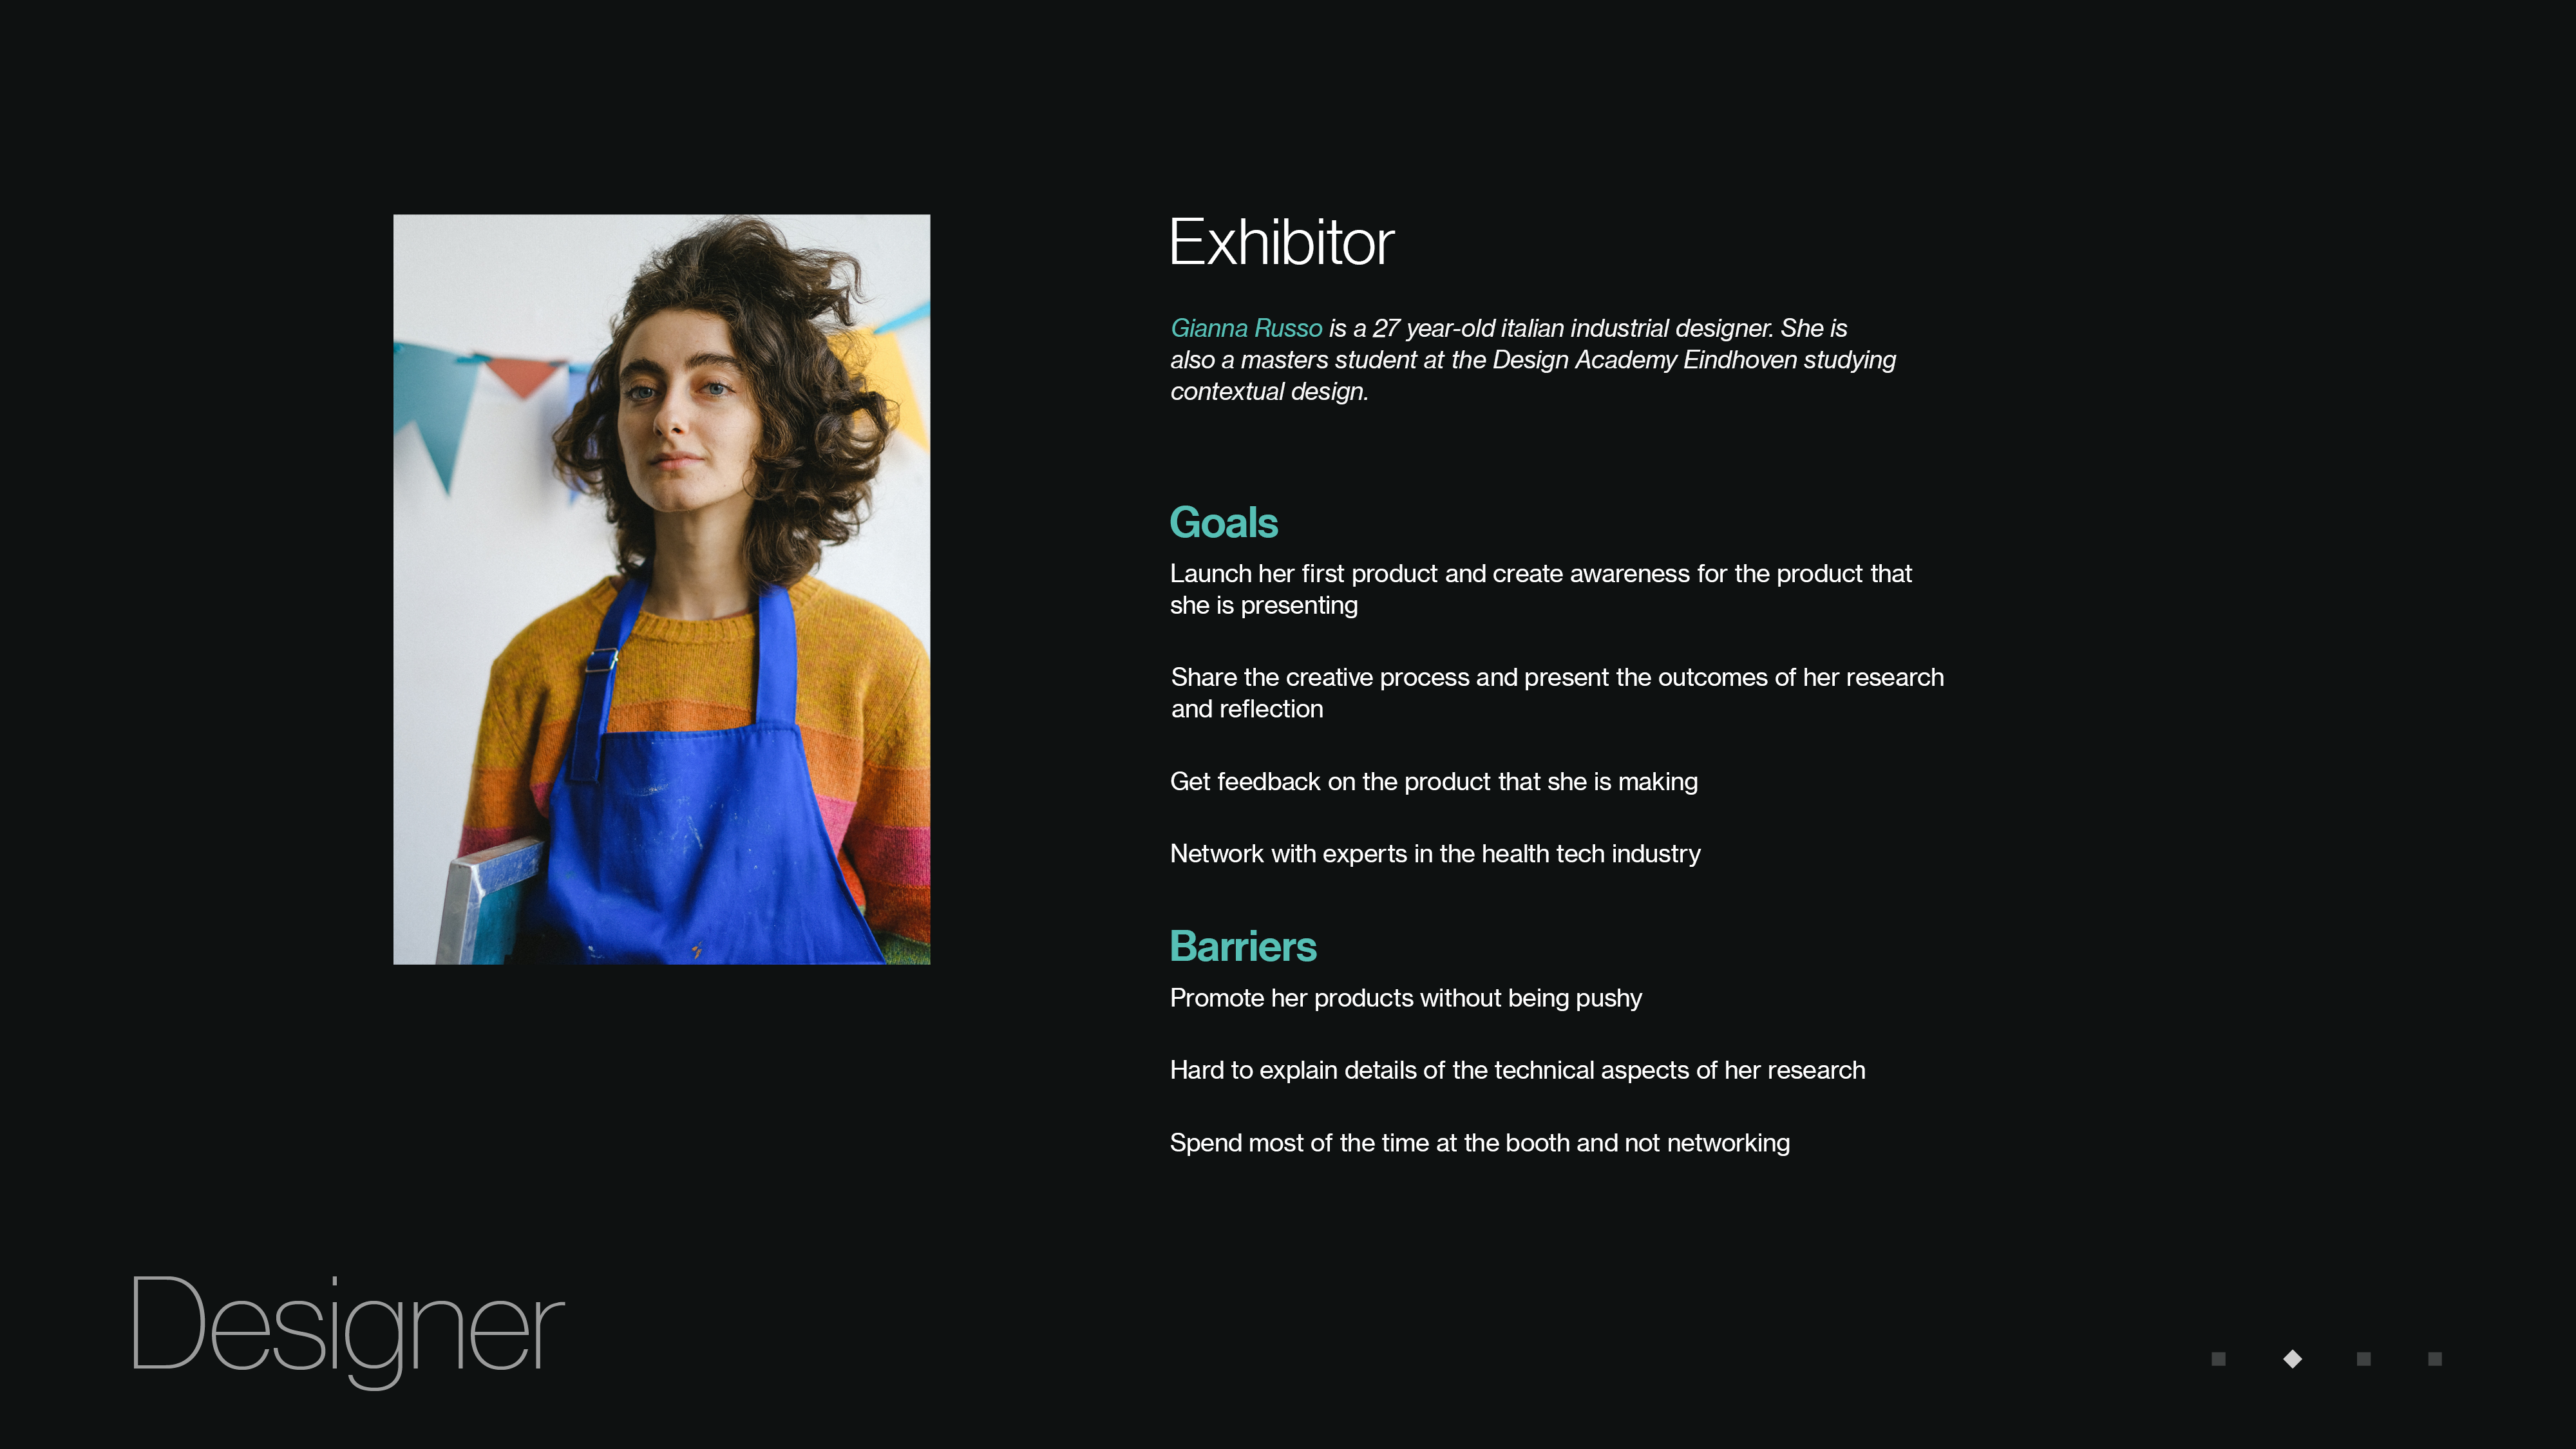 Exhibitor
Gianna Russo is a 27 year-old italian industrial designer. She is
also a masters student at the Design Academy Eindhoven studying
contextual design.
Goals
Launch her first product and create awareness for the product that
she is presenting
Share the creative process and present the outcomes of her research
and reflection
Get feedback on the product that she is making
Network with experts in the health tech industry
Barriers
Promote her products without being pushy
Hard to explain details of the technical aspects of her research
Spend most of the time at the booth and not networking
Designer